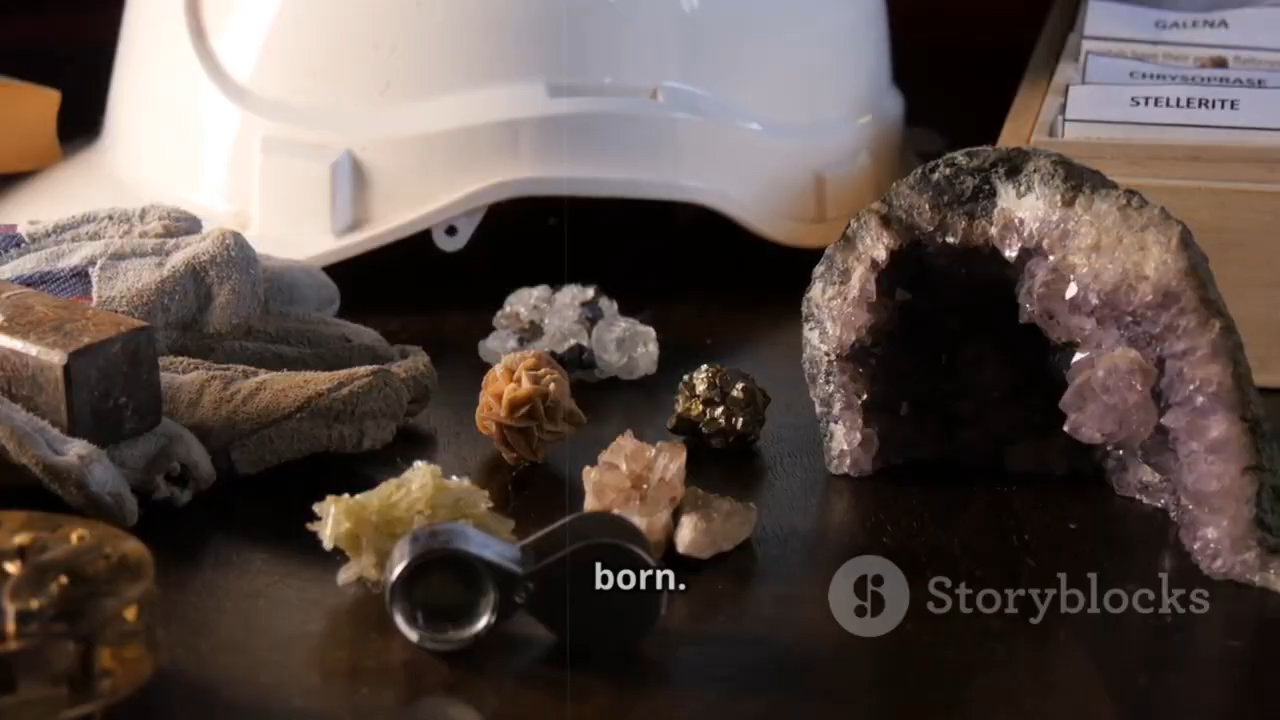 GALENA
CHRYSOPRASE
STELLERITE
born.
Storyblocks